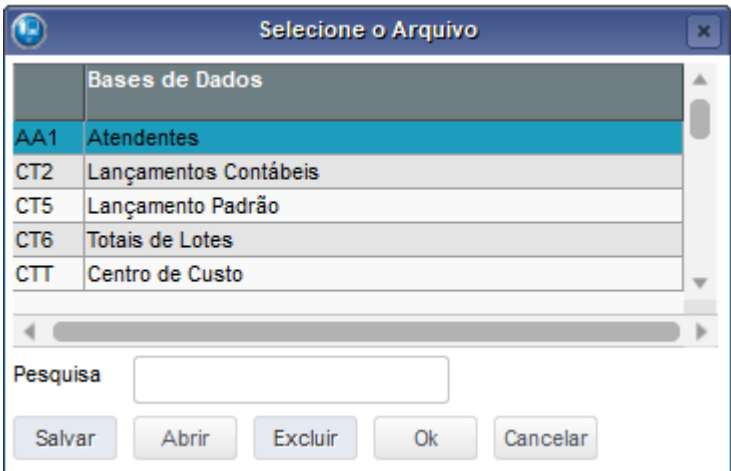 Selecione o Arquivo
Bases de Dados
AA1 Atendentes
CT2 Lançamentos Contábeis
CT5 Lançamento Padrão
CT6 Totais de Lotes
CTT Centro de Custo
Pesquisa
Salvar Abrir Excluir Ok Cancelar